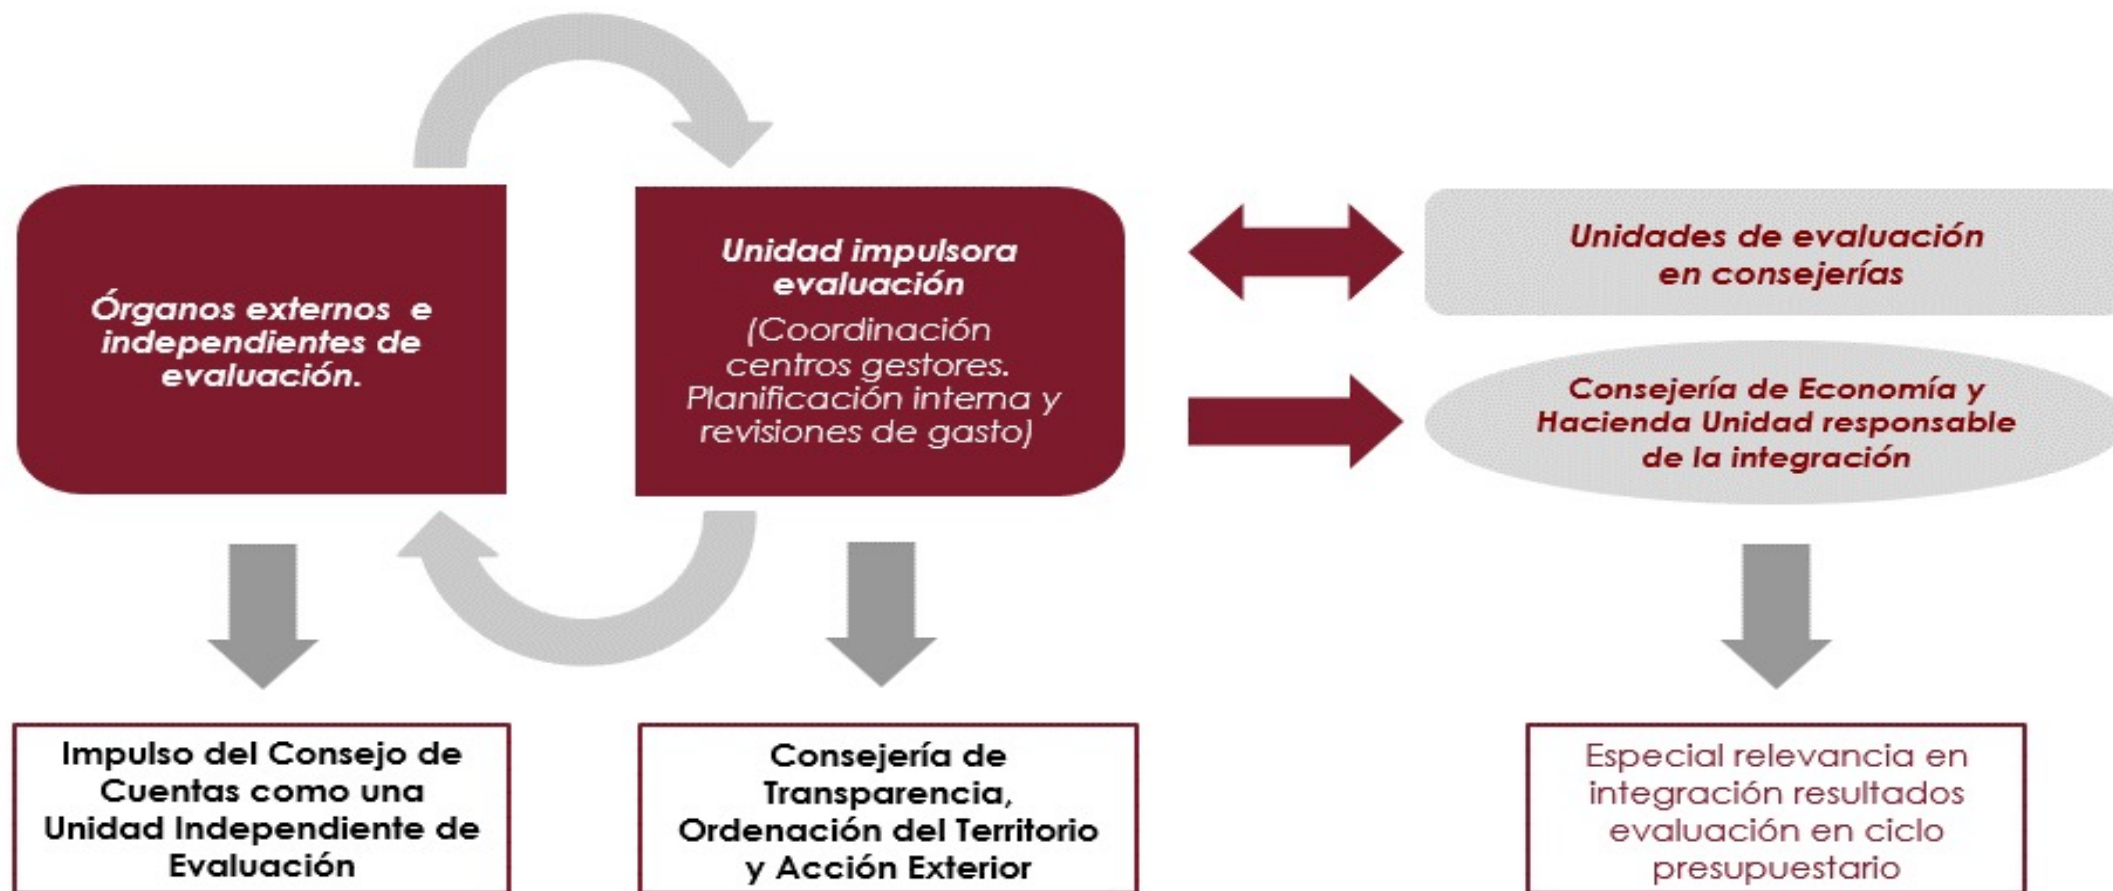 Órganos externos e
independientes de
evaluación.
Unidad impulsora
evaluación
(Coordinación
centros gestores.
Planificación interna y
revisiones de gasto)
Unidades de evaluación
en consejerías
Consejería de Economía y
Hacienda Unidad responsable
de la integración
Impulso del Consejo de
Cuentas como una
Unidad Independiente de
Evaluación
Consejería de
Transparencia,
Ordenación del Territorio
y Acción Exterior
Especial relevancia en
integración resultados
evaluación en ciclo
presupuestario